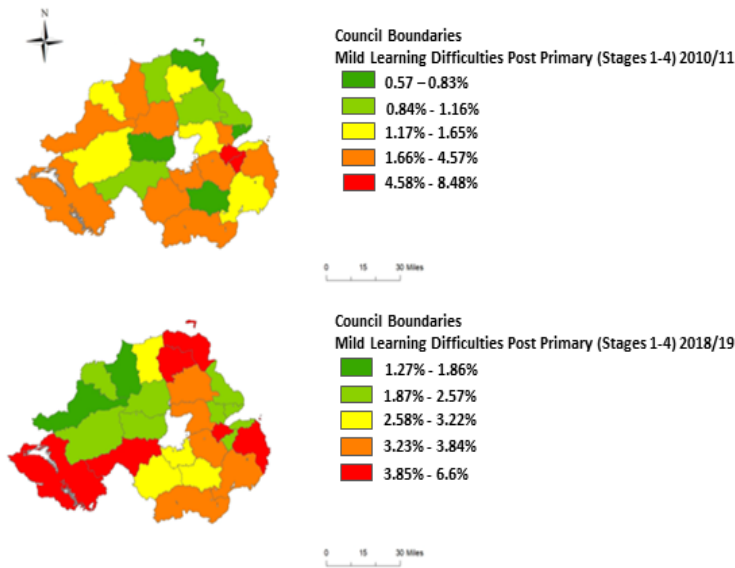 N
Council Boundaries
Mild Learning Difficulties Post Primary (Stages 1-4) 2010/11
0.57 – 0.83%
0.84% - 1.16%
1.17% - 1.65%
1.66% - 4.57%
4.58% - 8.48%
0 15 30 Miles
Council Boundaries
Mild Learning Difficulties Post Primary (Stages 1-4) 2018/19
1.27% - 1.86%
1.87% - 2.57%
2.58% - 3.22%
3.23% - 3.84%
3.85% - 6.6%
0 15 30 Miles